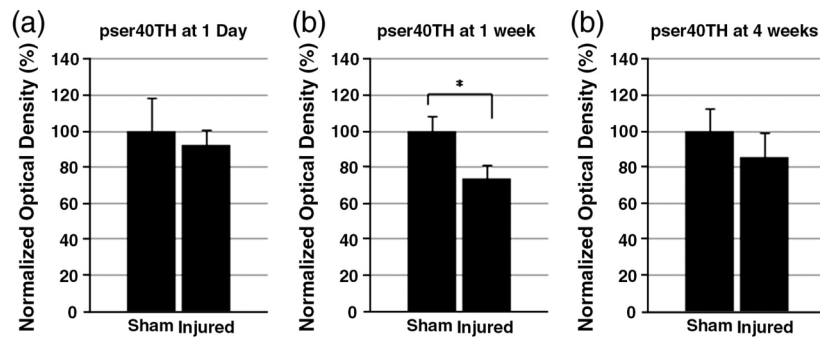 (a)
pser40TH at 1 Day
Normalized Optical Density (%)
140
120
100
80
60
40
20
0
Sham Injured
(b)
pser40TH at 1 week
Normalized Optical Density (%)
140
120
100
80
60
40
20
0
*
Sham Injured
(b)
pser40TH at 4 weeks
Normalized Optical Density (%)
140
120
100
80
60
40
20
0
Sham Injured